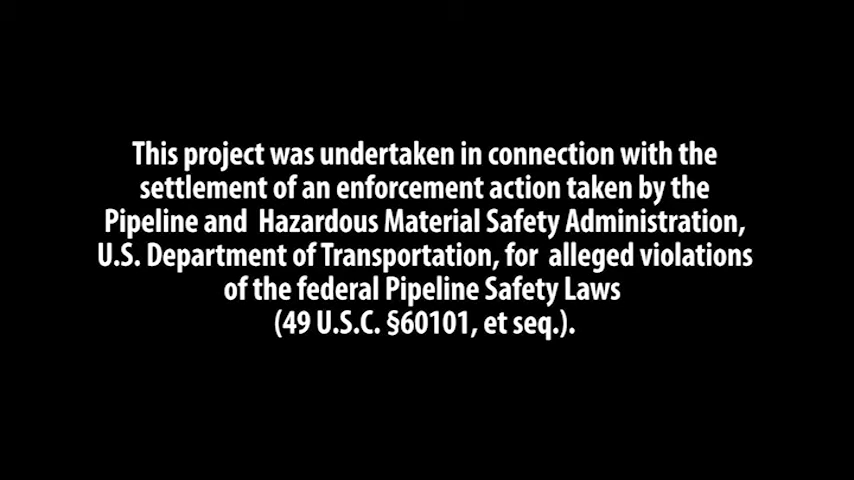 This project was undertaken in connection with the
settlement of an enforcement action taken by the
Pipeline and  Hazardous Material Safety Administration,
U.S. Department of Transportation, for  alleged violations
of the federal Pipeline Safety Laws
(49 U.S.C. §60101, et seq.).